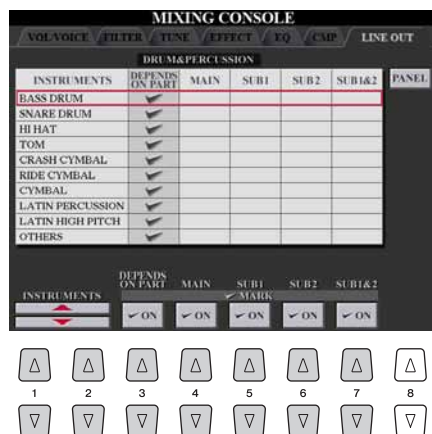 MIXING CONSOLE
VOL/VOICE FILTER TUNE EFFECT EQ CMP LINE OUT
DRUM&PERCUSSION
INSTRUMENTS DEPENDS ON PART MAIN SUB1 SUB2 SUB1&2 PANEL
BASS DRUM
SNARE DRUM
HI HAT
TOM
CRASH CYMBAL
RIDE CYMBAL
CYMBAL
LATIN PERCUSSION
LATIN HIGH PITCH
OTHERS
INSTRUMENTS DEPENDS ON PART MAIN SUB1 SUB2 SUB1&2
MARK
ON ON ON ON ON
1 2 3 4 5 6 7 8